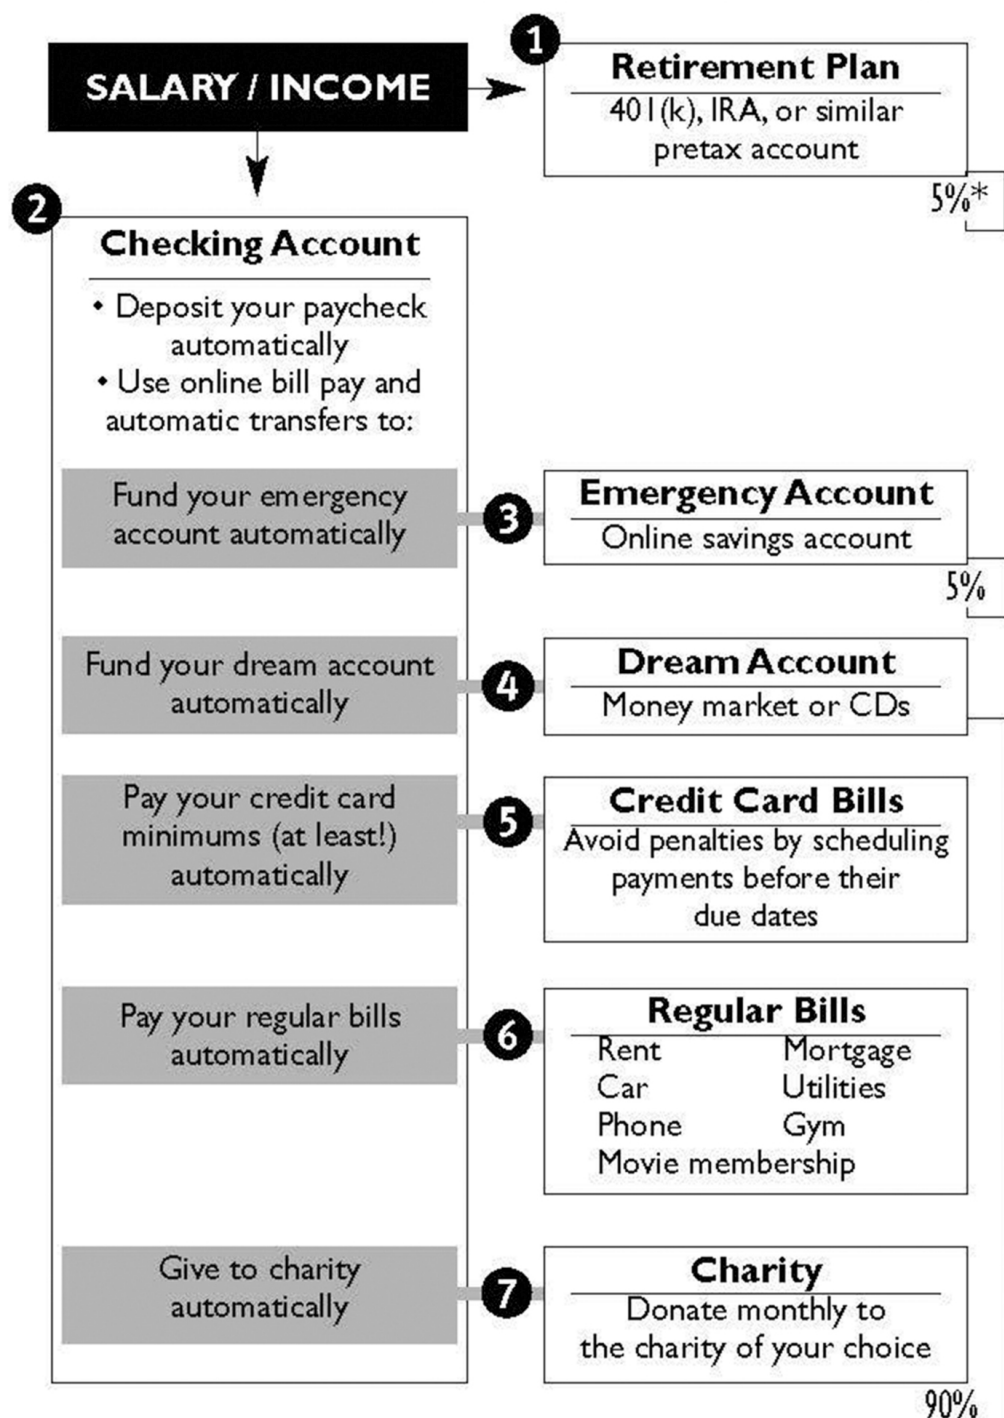 SALARY / INCOME
1
Retirement Plan
401(k), IRA, or similar
pretax account
5%*
2
Checking Account
• Deposit your paycheck
automatically
• Use online bill pay and
automatic transfers to:
Fund your emergency
account automatically
3
Emergency Account
Online savings account
5%
Fund your dream account
automatically
4
Dream Account
Money market or CDs
Pay your credit card
minimums (at least!)
automatically
5
Credit Card Bills
Avoid penalties by scheduling
payments before their
due dates
Pay your regular bills
automatically
6
Regular Bills
Rent Mortgage
Car Utilities
Phone Gym
Movie membership
Give to charity
automatically
7
Charity
Donate monthly to
the charity of your choice
90%